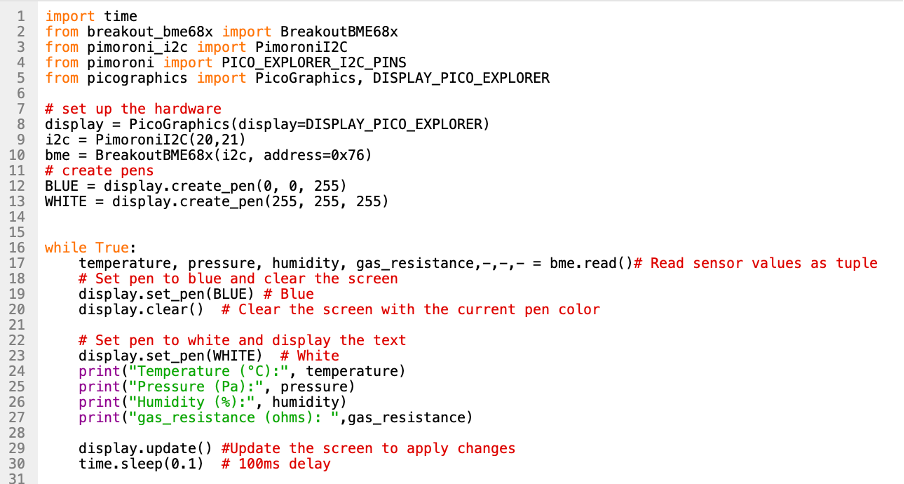 1 import time
2 from breakout_bme68x import BreakoutBME68x
3 from pimoroni_i2c import PimoroniI2C
4 from pimoroni import PICO_EXPLORER_I2C_PINS
5 from picographics import PicoGraphics, DISPLAY_PICO_EXPLORER
6
7 # set up the hardware
8 display = PicoGraphics(display=DISPLAY_PICO_EXPLORER)
9 i2c = PimoroniI2C(20,21)
10 bme = BreakoutBME68x(i2c, address=0x76)
11 # create pens
12 BLUE = display.create_pen(0, 0, 255)
13 WHITE = display.create_pen(255, 255, 255)
14
15
16 while True:
17     temperature, pressure, humidity, gas_resistance,-,-,- = bme.read()# Read sensor values as tuple
18     # Set pen to blue and clear the screen
19     display.set_pen(BLUE) # Blue
20     display.clear()  # Clear the screen with the current pen color
21
22     # Set pen to white and display the text
23     display.set_pen(WHITE)  # White
24     print("Temperature (°C):", temperature)
25     print("Pressure (Pa):", pressure)
26     print("Humidity (%):", humidity)
27     print("gas_resistance (ohms): ",gas_resistance)
28
29     display.update() #Update the screen to apply changes
30     time.sleep(0.1)  # 100ms delay
31